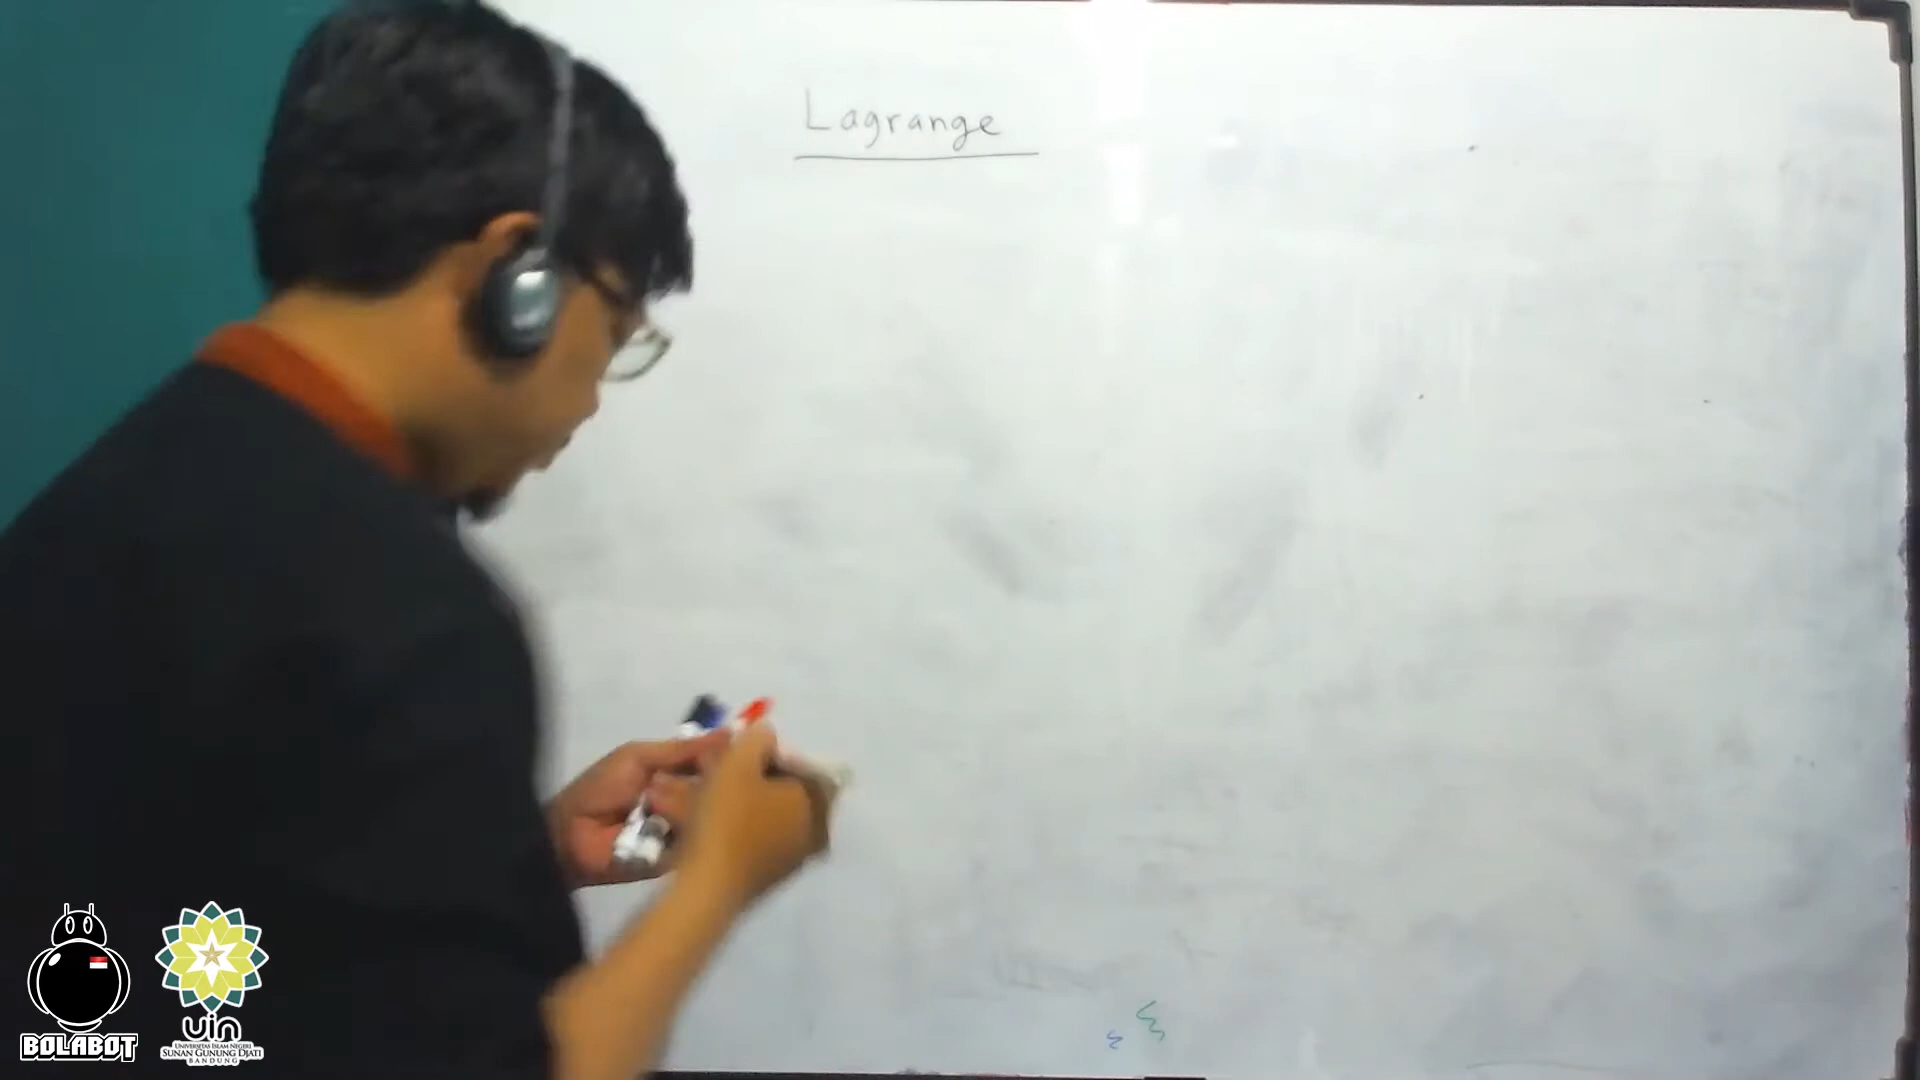 Lagrange
BOLABOT
uin
UNIVERSITAS ISLAM NEGERI
SUNAN GUNUNG DJATI
BANDUNG